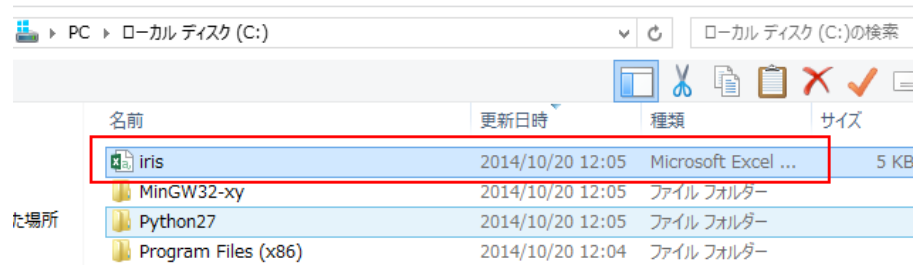 PC ローカル ディスク (C:) ローカル ディスク (C:)の検索
名前 更新日時 種類 サイズ
iris 2014/10/20 12:05 Microsoft Excel ... 5 KB
MinGW32-xy 2014/10/20 12:05 ファイル フォルダー
た場所 Python27 2014/10/20 12:05 ファイル フォルダー
Program Files (x86) 2014/10/20 12:04 ファイル フォルダー